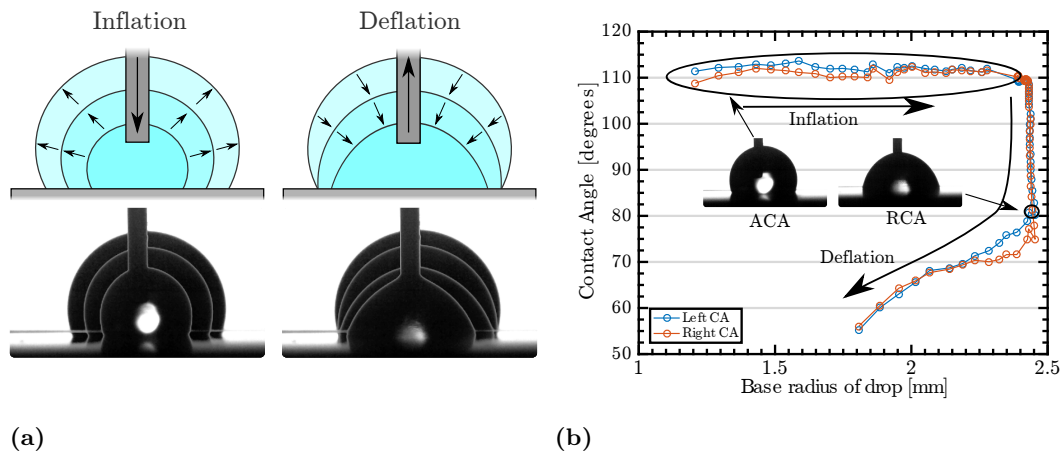 Inflation
Deflation
(a)
Contact Angle [degrees]
120
110
100
90
80
70
60
50
Inflation
ACA
RCA
Deflation
Left CA
Right CA
1
1.5
2
2.5
Base radius of drop [mm]
(b)